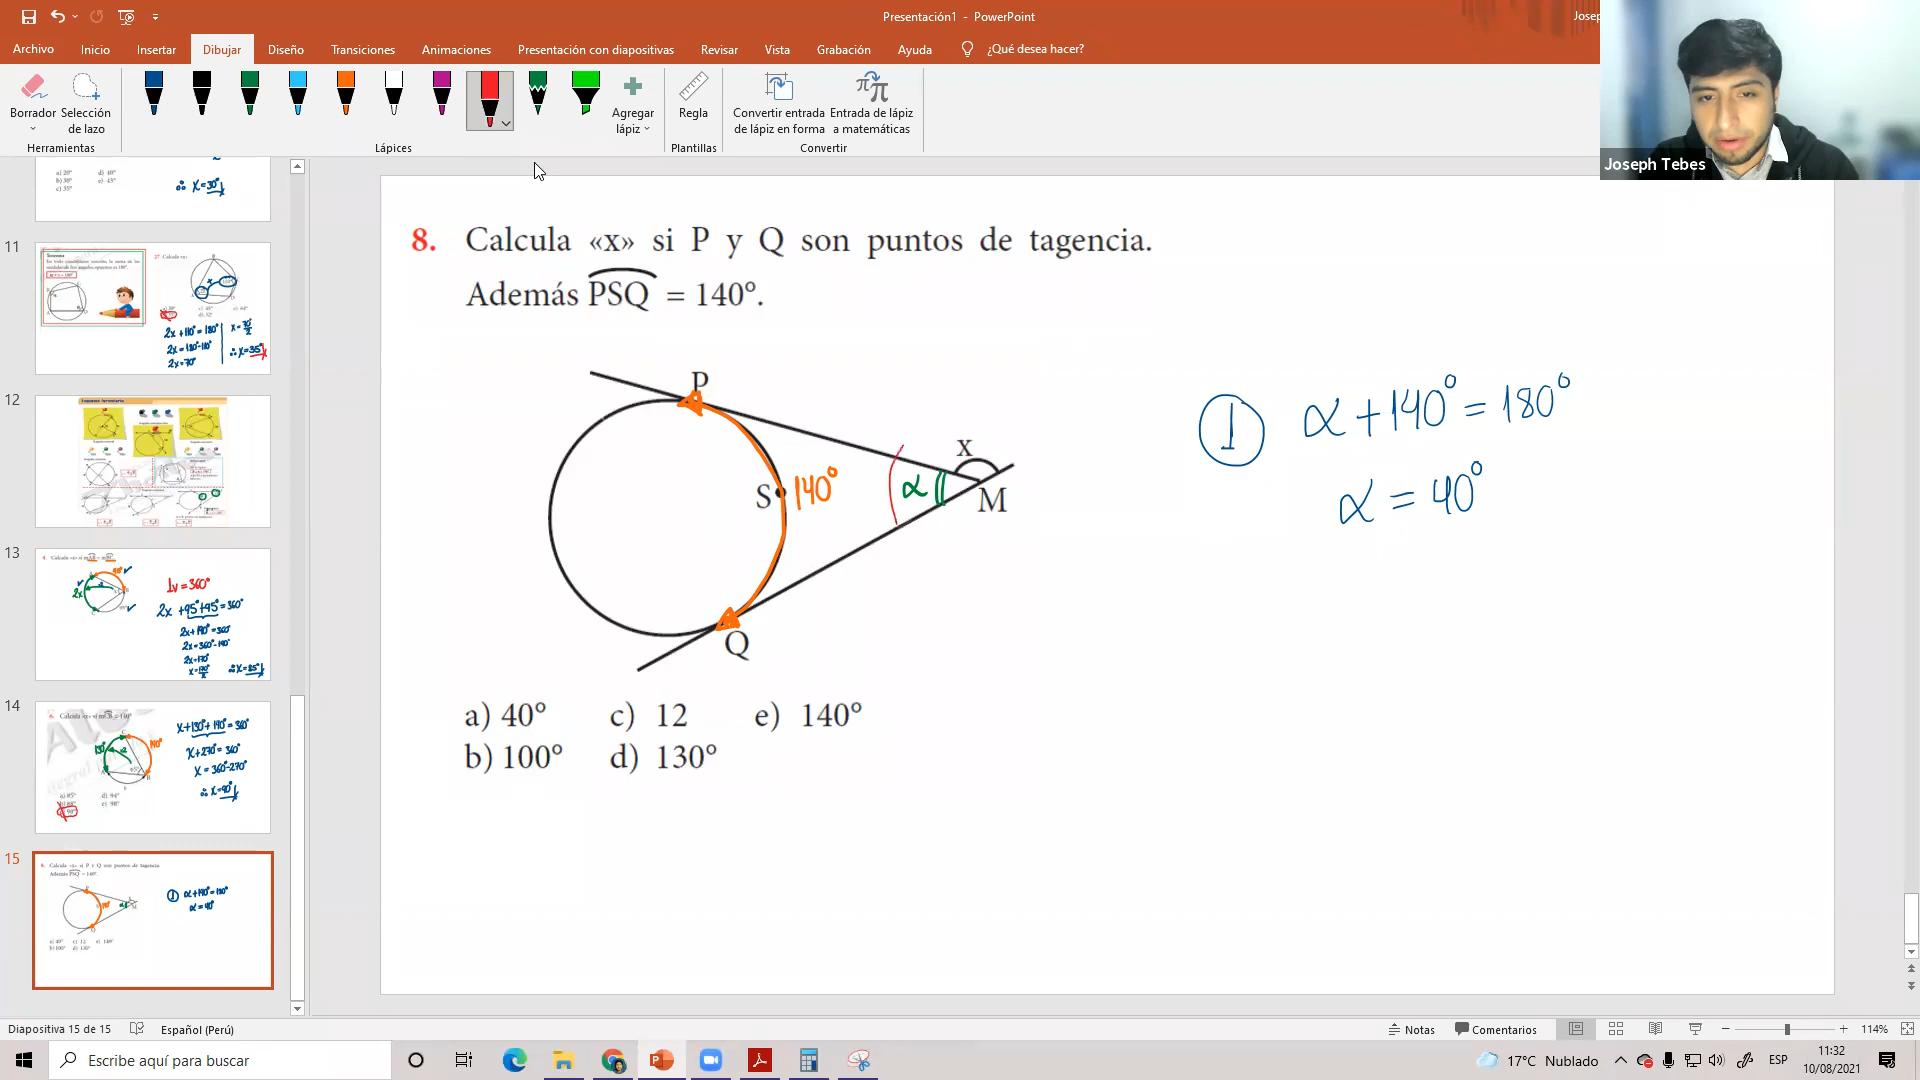 Presentación1 - PowerPoint
Archivo Inicio Insertar Dibujar Diseño Transiciones Animaciones Presentación con diapositivas Revisar Vista Grabación Ayuda ¿Qué desea hacer?
Borrador
Selección de lazo
Agregar lápiz
Regla
Convertir entrada de lápiz en forma
Entrada de lápiz a matemáticas
Herramientas Lápices Plantillas Convertir
Joseph Tebes
11
12
13
14
15
8. Calcula «x» si P y Q son puntos de tagencia.
Además PSQ = 140°.
P
x
S 140°
α
M
Q
① α + 140° = 180°
α = 40°
a) 40° c) 12 e) 140°
b) 100° d) 130°
Diapositiva 15 de 15 Español (Perú) Notas Comentarios 114%
Escribe aquí para buscar
17°C Nublado ESP 11:32
10/08/2021